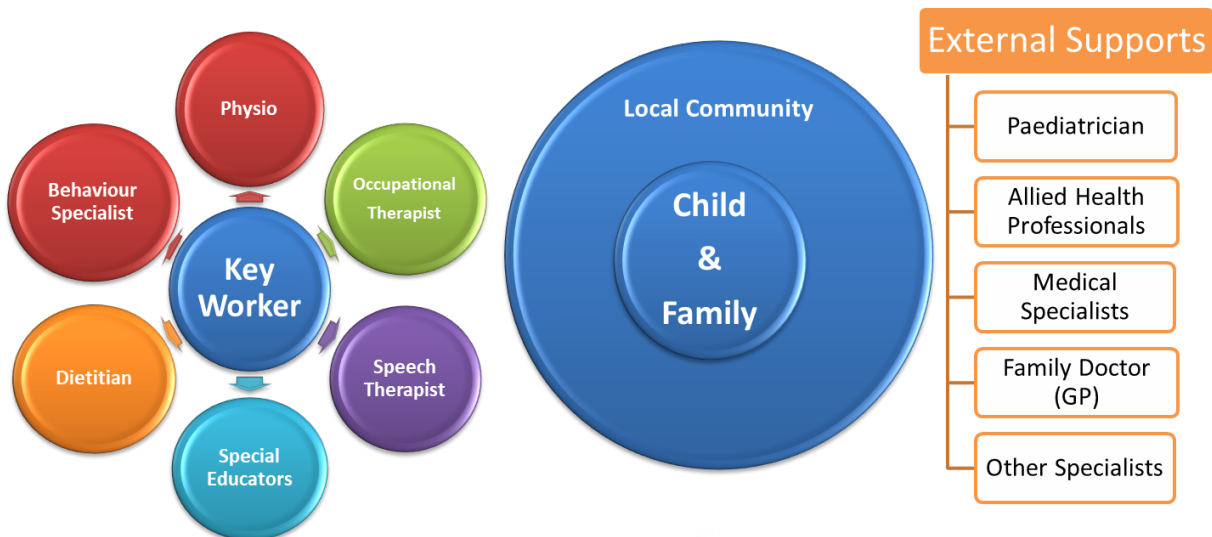 Physio
Behaviour
Specialist
Occupational
Therapist
Key
Worker
Dietitian
Speech
Therapist
Special
Educators
Local Community
Child
&
Family
External Supports
Paediatrician
Allied Health
Professionals
Medical
Specialists
Family Doctor
(GP)
Other Specialists